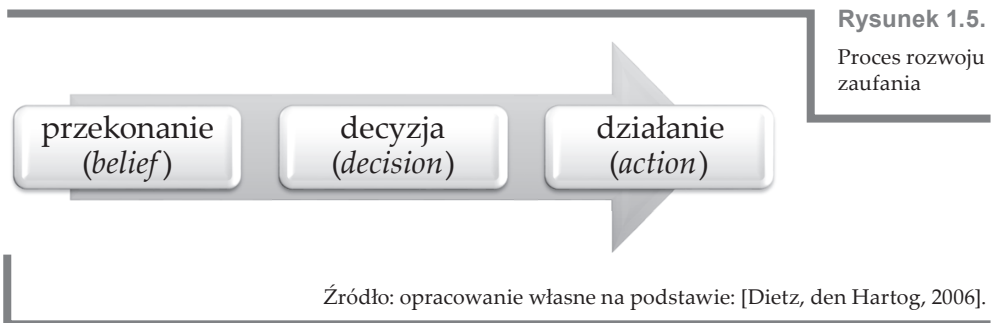 Rysunek 1.5.
Proces rozwoju
zaufania
przekonanie
(belief)
decyzja
(decision)
działanie
(action)
Źródło: opracowanie własne na podstawie: [Dietz, den Hartog, 2006].